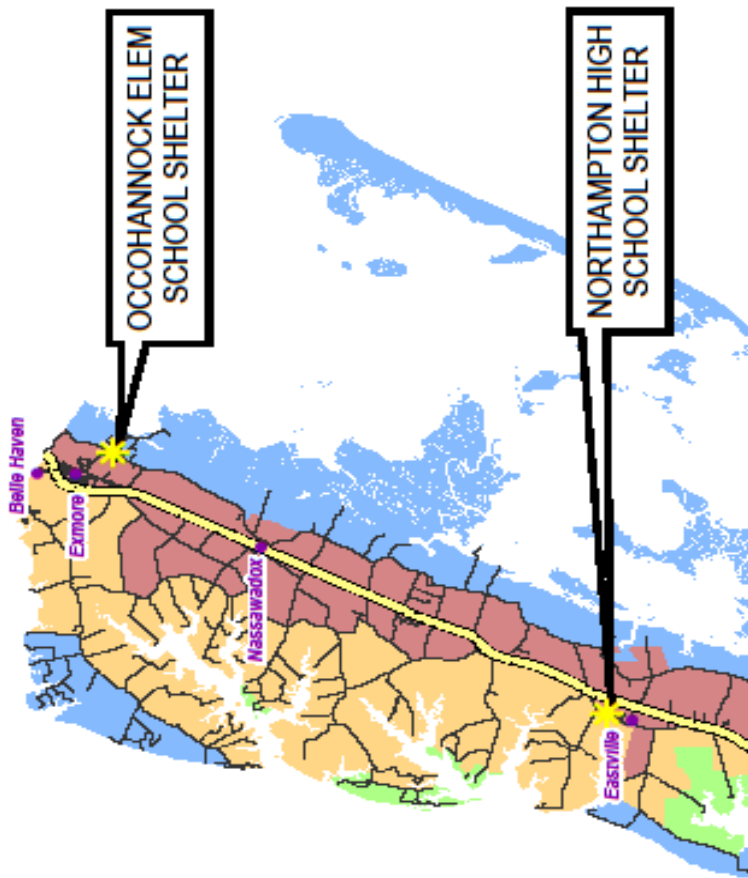 OCCOHANNOCK ELEM
SCHOOL SHELTER
NORTHAMPTON HIGH
SCHOOL SHELTER
Belle Haven
Exmore
Nassawadox
Eastville